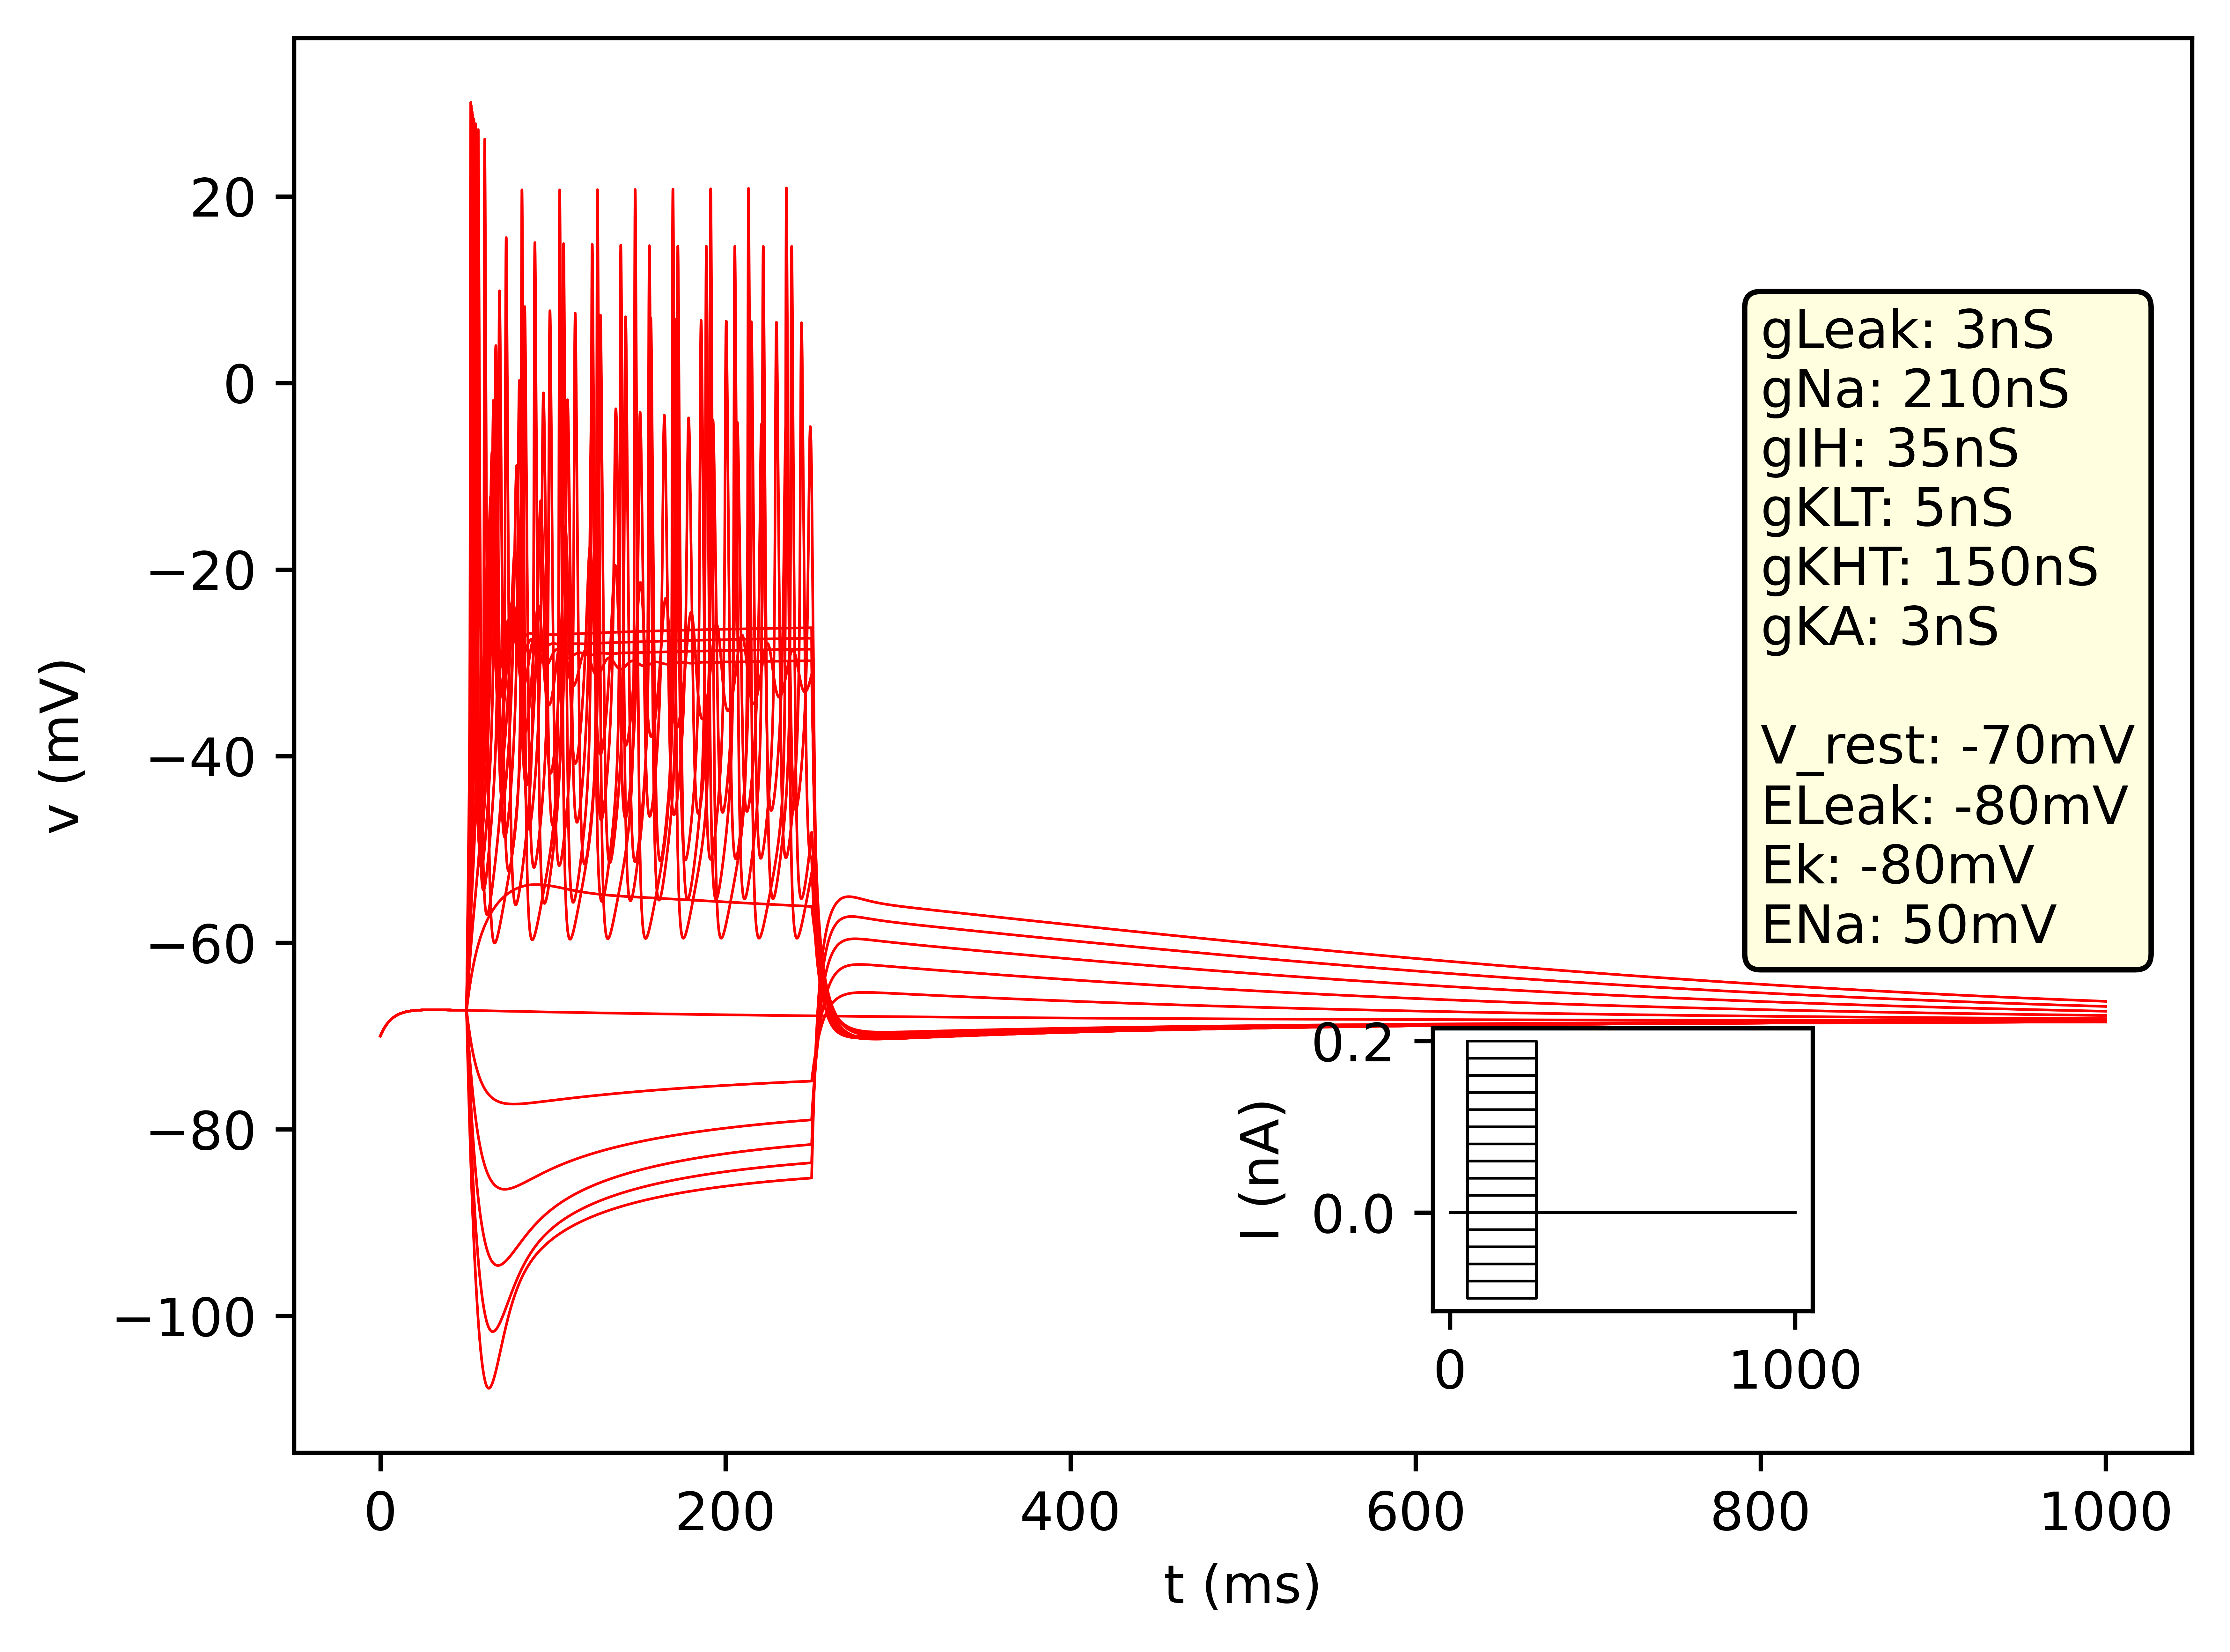 20
0
−20
−40
−60
−80
−100
v (mV)
gLeak: 3nS
gNa: 210nS
gIH: 35nS
gKLT: 5nS
gKHT: 150nS
gKA: 3nS
V_rest: -70mV
ELeak: -80mV
Ek: -80mV
ENa: 50mV
0.2
0.0
I (nA)
0 1000
0 200 400 600 800 1000
t (ms)